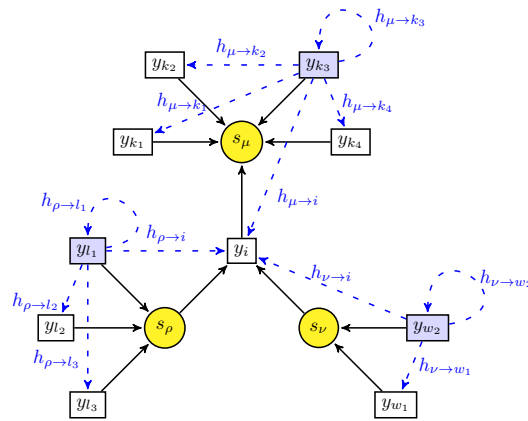 h_{μ→k_3}
h_{μ→k_2}
y_{k_2}
y_{k_3}
h_{μ→k_1}
h_{μ→k_4}
y_{k_1}
s_μ
y_{k_4}
h_{μ→i}
h_{ρ→l_1}
h_{ρ→i}
y_{l_1}
y_i
h_{ν→i}
h_{ν→w_2}
h_{ρ→l_2}
y_{l_2}
s_ρ
s_ν
y_{w_2}
h_{ρ→l_3}
h_{ν→w_1}
y_{l_3}
y_{w_1}